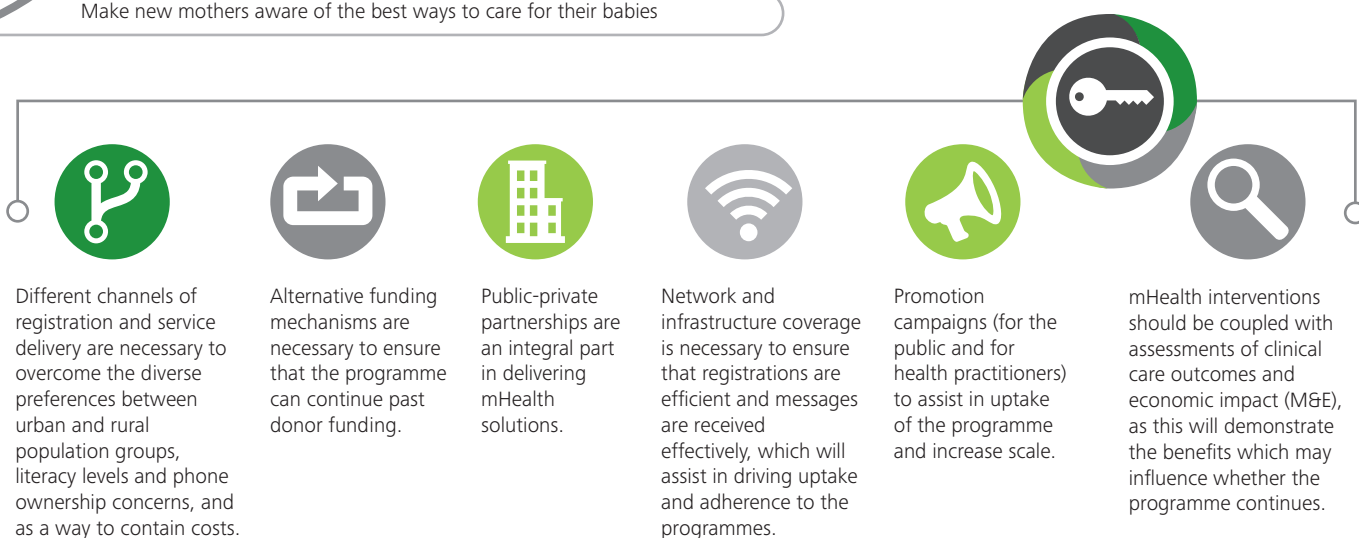 Make new mothers aware of the best ways to care for their babies
Different channels of
registration and service
delivery are necessary to
overcome the diverse
preferences between
urban and rural
population groups,
literacy levels and phone
ownership concerns, and
as a way to contain costs.
Alternative funding
mechanisms are
necessary to ensure
that the programme
can continue past
donor funding.
Public-private
partnerships are
an integral part
in delivering
mHealth
solutions.
Network and
infrastructure coverage
is necessary to ensure
that registrations are
efficient and messages
are received
effectively, which will
assist in driving uptake
and adherence to the
programmes.
Promotion
campaigns (for the
public and for
health practitioners)
to assist in uptake
of the programme
and increase scale.
mHealth interventions
should be coupled with
assessments of clinical
care outcomes and
economic impact (M&E),
as this will demonstrate
the benefits which may
influence whether the
programme continues.